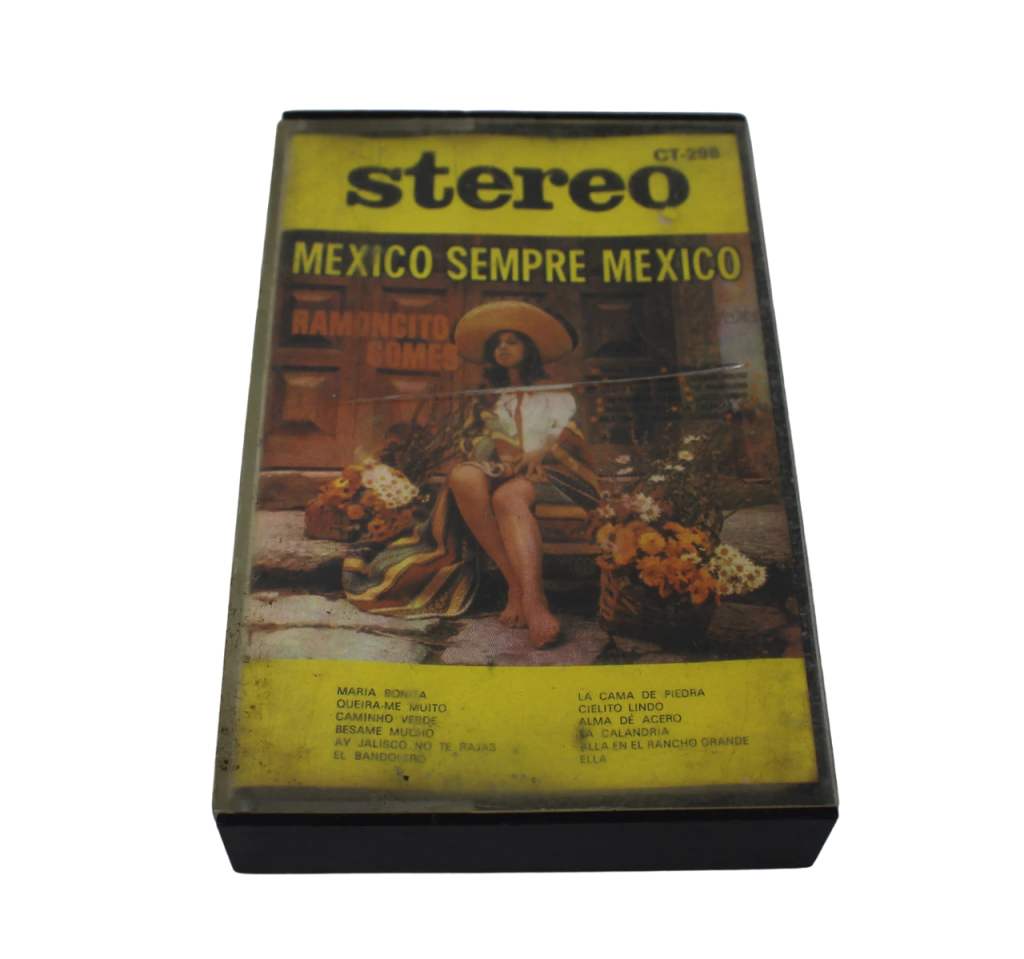 CT-298
stereo
MEXICO SEMPRE MEXICO
RAMONCITO
GOMES
MARIA BONITA
QUEIRA-ME MUITO
CAMINHO VERDE
BESAME MUCHO
AY JALISCO NO TE RAJAS
EL BANDOLERO
LA CAMA DE PIEDRA
CIELITO LINDO
ALMA DE ACERO
LA CALANDRIA
ALLA EN EL RANCHO GRANDE
ELLA